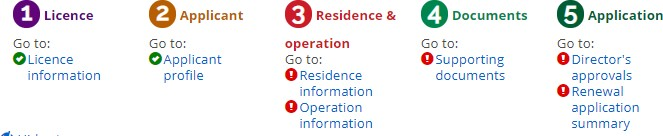 1 Licence
Go to:
Licence
information
2 Applicant
Go to:
Applicant
profile
3 Residence &
operation
Go to:
Residence
information
Operation
information
4 Documents
Go to:
Supporting
documents
5 Application
Go to:
Director's
approvals
Renewal
application
summary